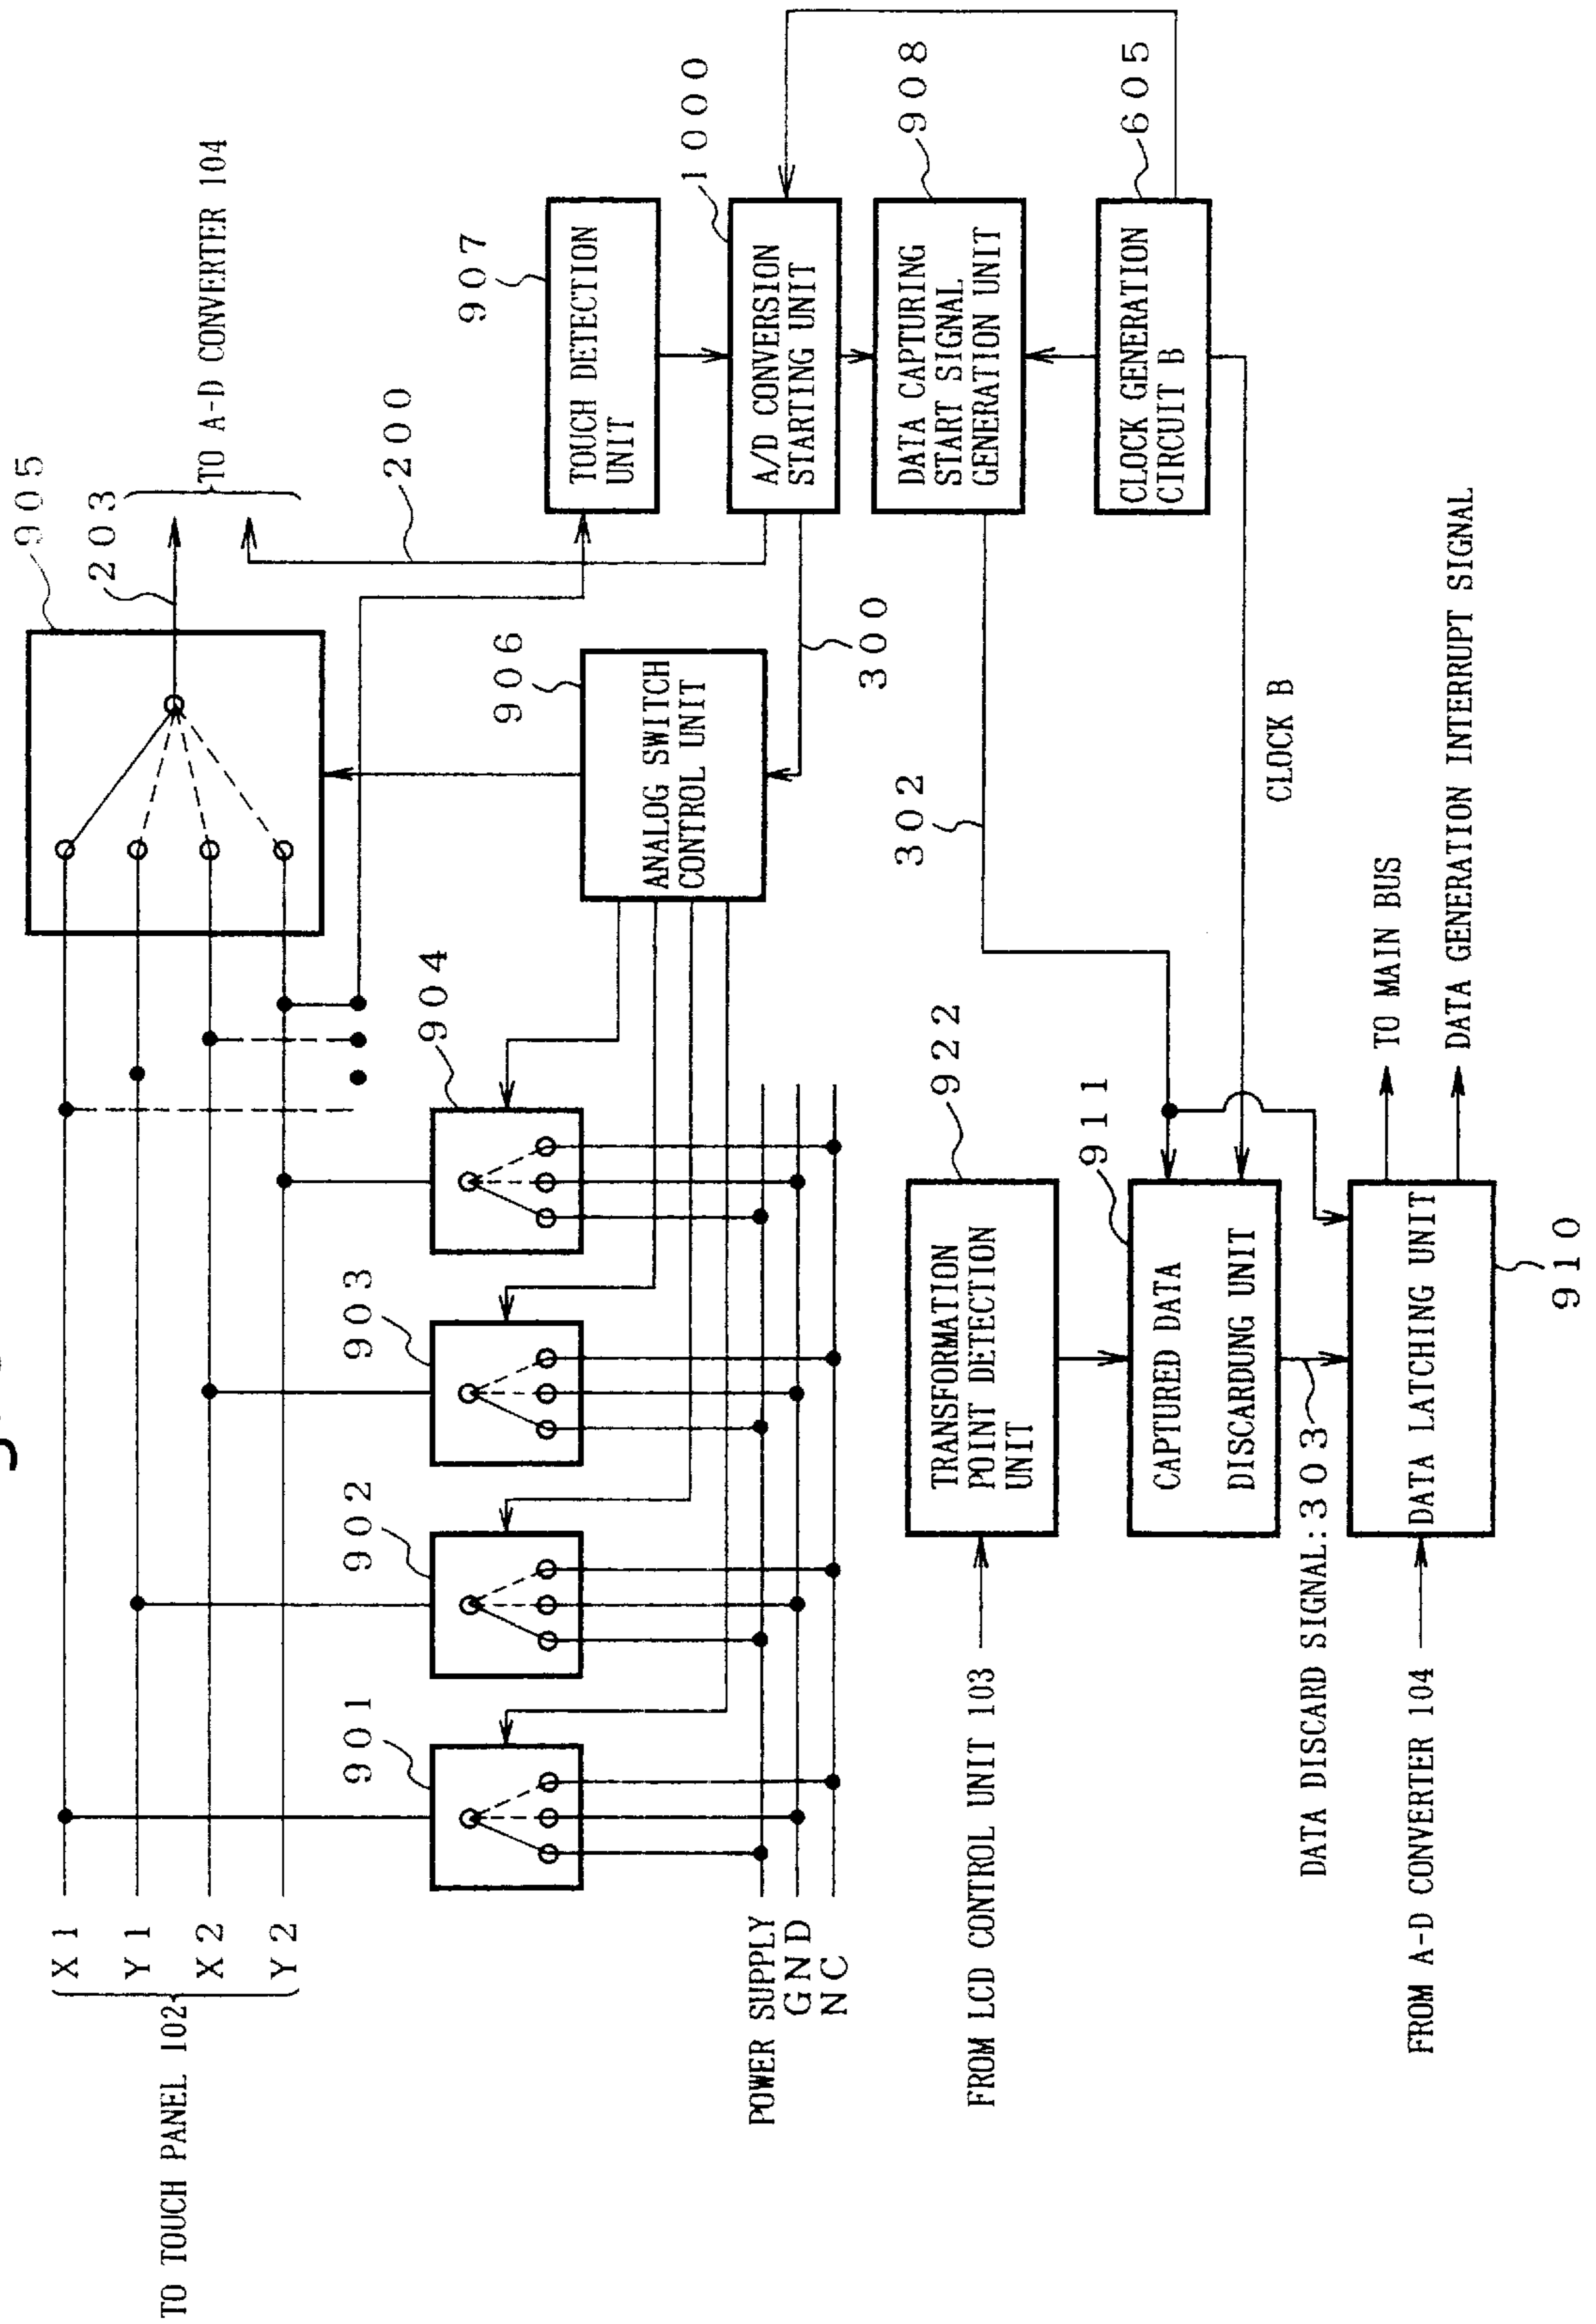 TO TOUCH PANEL 102
X1
Y1
X2
Y2
905
203
TO A-D CONVERTER 104
200
901
902
903
904
906
ANALOG SWITCH
CONTROL UNIT
907
TOUCH DETECTION
UNIT
1000
A/D CONVERSION
STARTING UNIT
300
POWER SUPPLY
GND
NC
908
DATA CAPTURING
START SIGNAL
GENERATION UNIT
302
605
CLOCK GENERATION
CIRCUIT B
CLOCK B
FROM LCD CONTROL UNIT 103
922
TRANSFORMATION
POINT DETECTION
UNIT
911
CAPTURED DATA
DISCARDUNG UNIT
DATA DISCARD SIGNAL:303
FROM A-D CONVERTER 104
DATA LATCHING UNIT
910
TO MAIN BUS
DATA GENERATION INTERRUPT SIGNAL